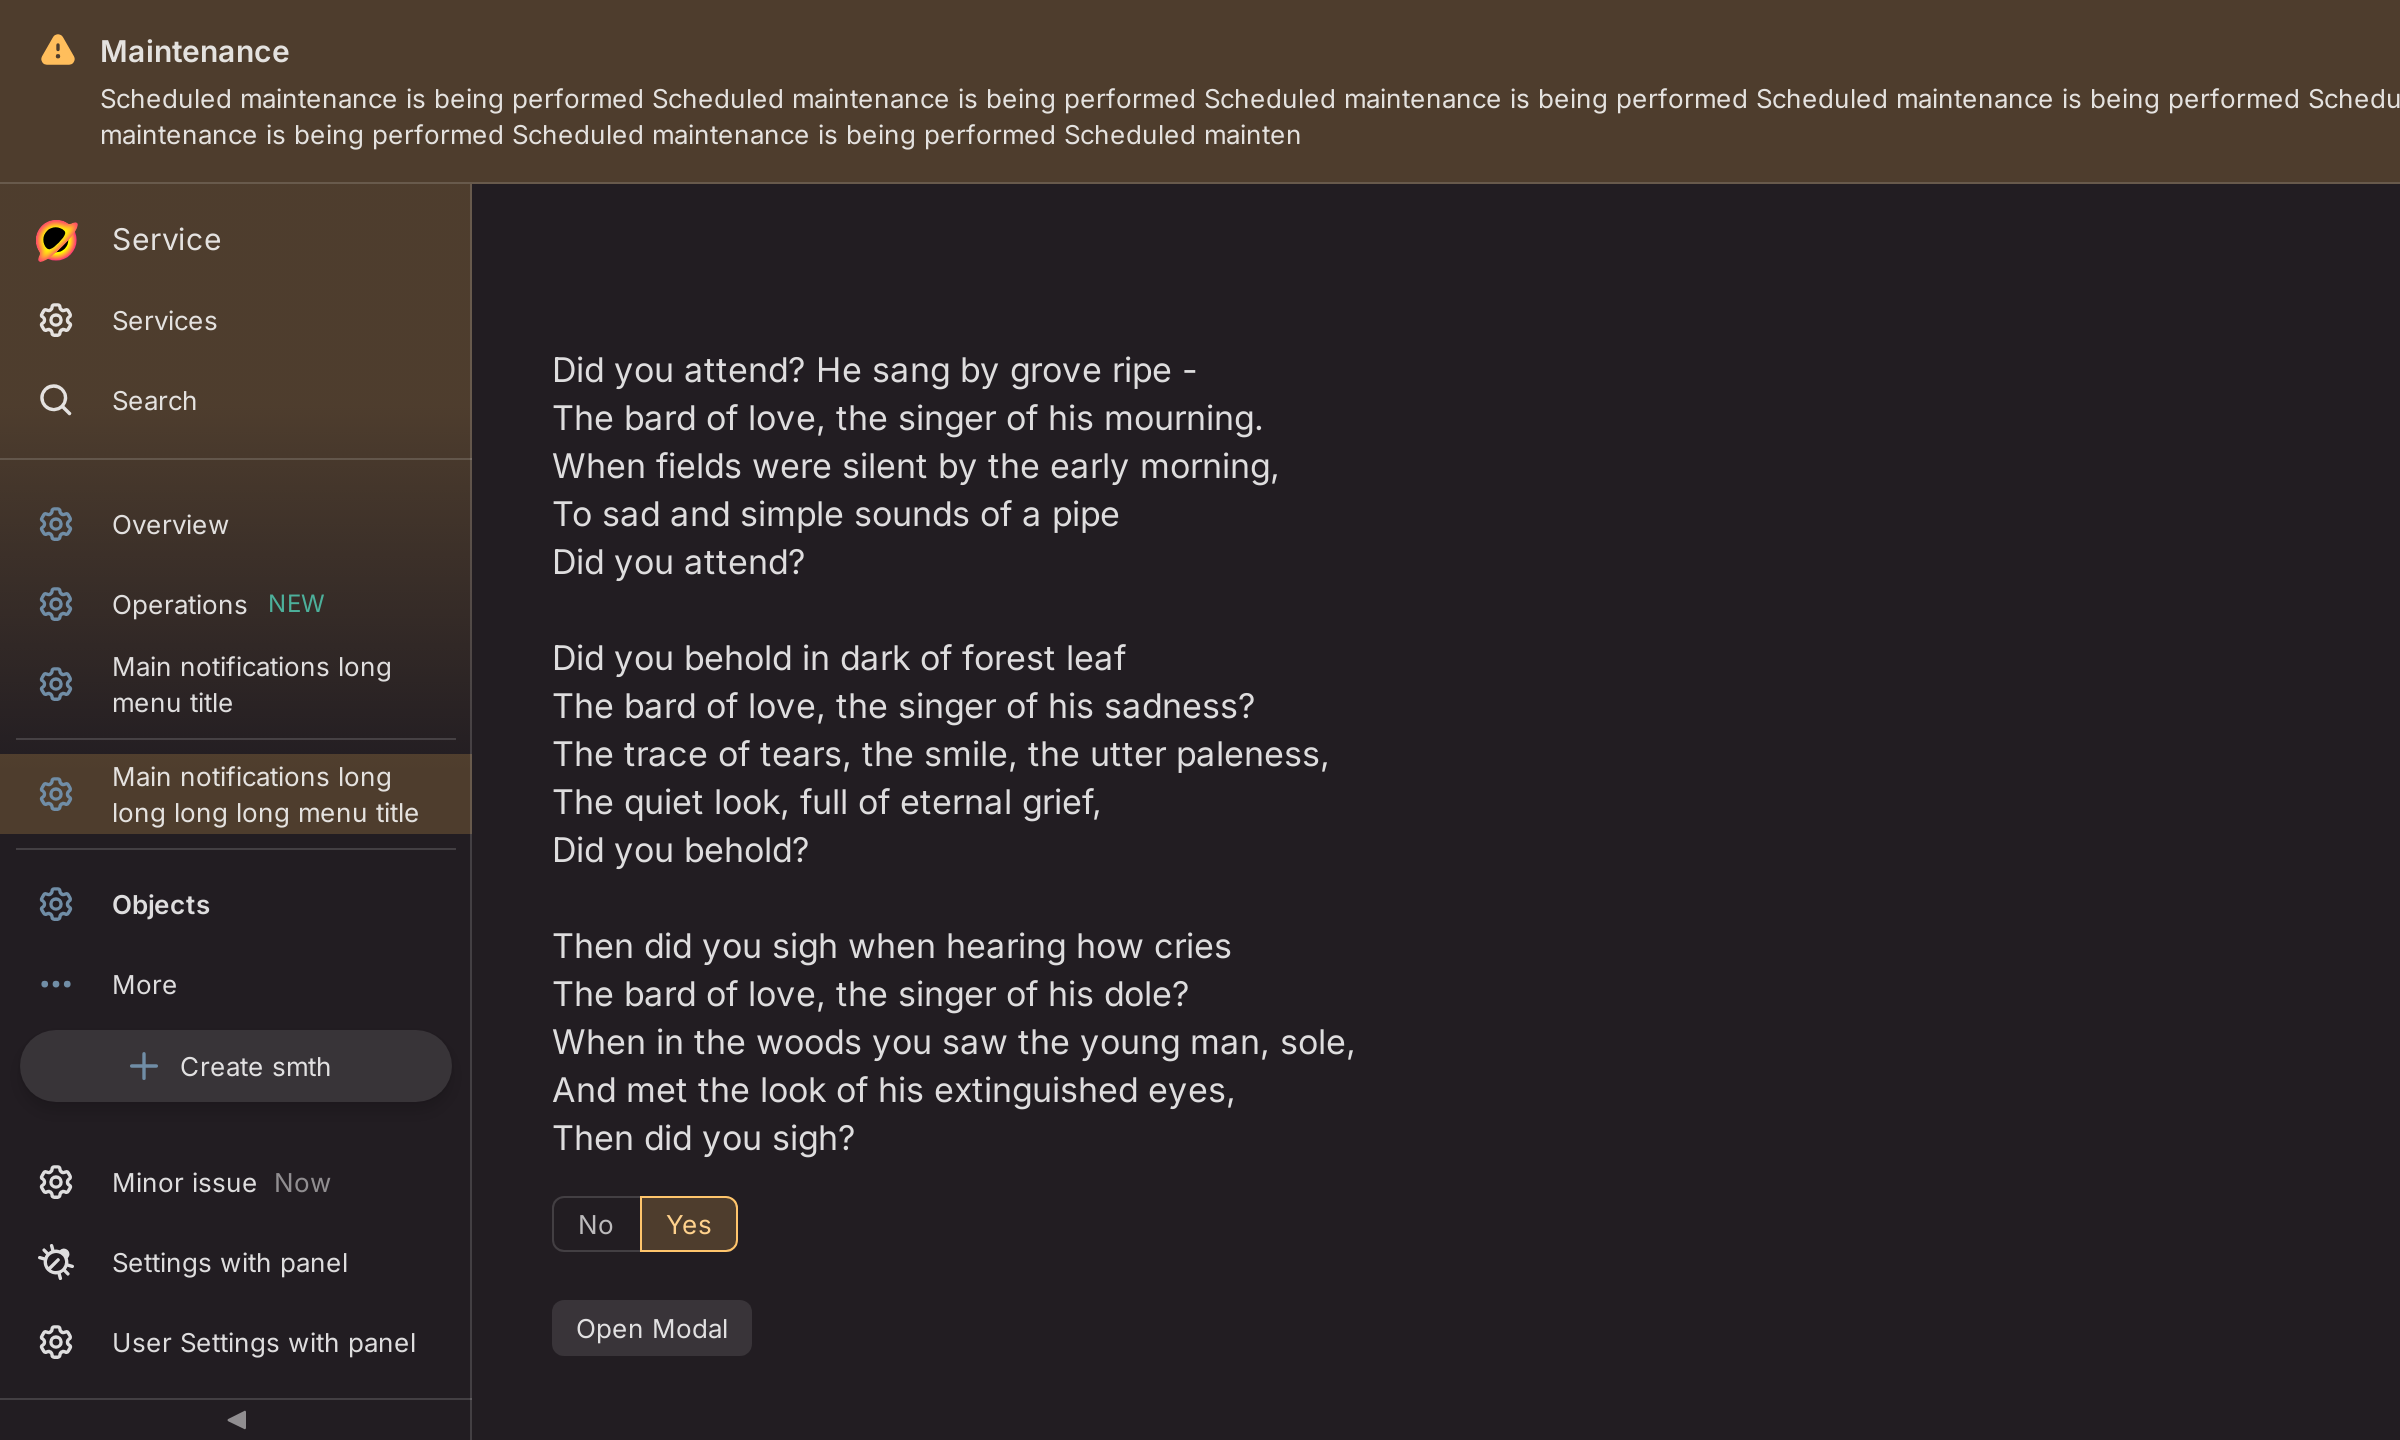 Maintenance
Scheduled maintenance is being performed Scheduled maintenance is being performed Scheduled maintenance is being performed Scheduled maintenance is being performed Schedu
maintenance is being performed Scheduled maintenance is being performed Scheduled mainten
Service
Services
Search
Overview
Operations NEW
Main notifications long
menu title
Main notifications long
long long long menu title
Objects
More
Create smth
Minor issue Now
Settings with panel
User Settings with panel
Did you attend? He sang by grove ripe -
The bard of love, the singer of his mourning.
When fields were silent by the early morning,
To sad and simple sounds of a pipe
Did you attend?
Did you behold in dark of forest leaf
The bard of love, the singer of his sadness?
The trace of tears, the smile, the utter paleness,
The quiet look, full of eternal grief,
Did you behold?
Then did you sigh when hearing how cries
The bard of love, the singer of his dole?
When in the woods you saw the young man, sole,
And met the look of his extinguished eyes,
Then did you sigh?
No Yes
Open Modal